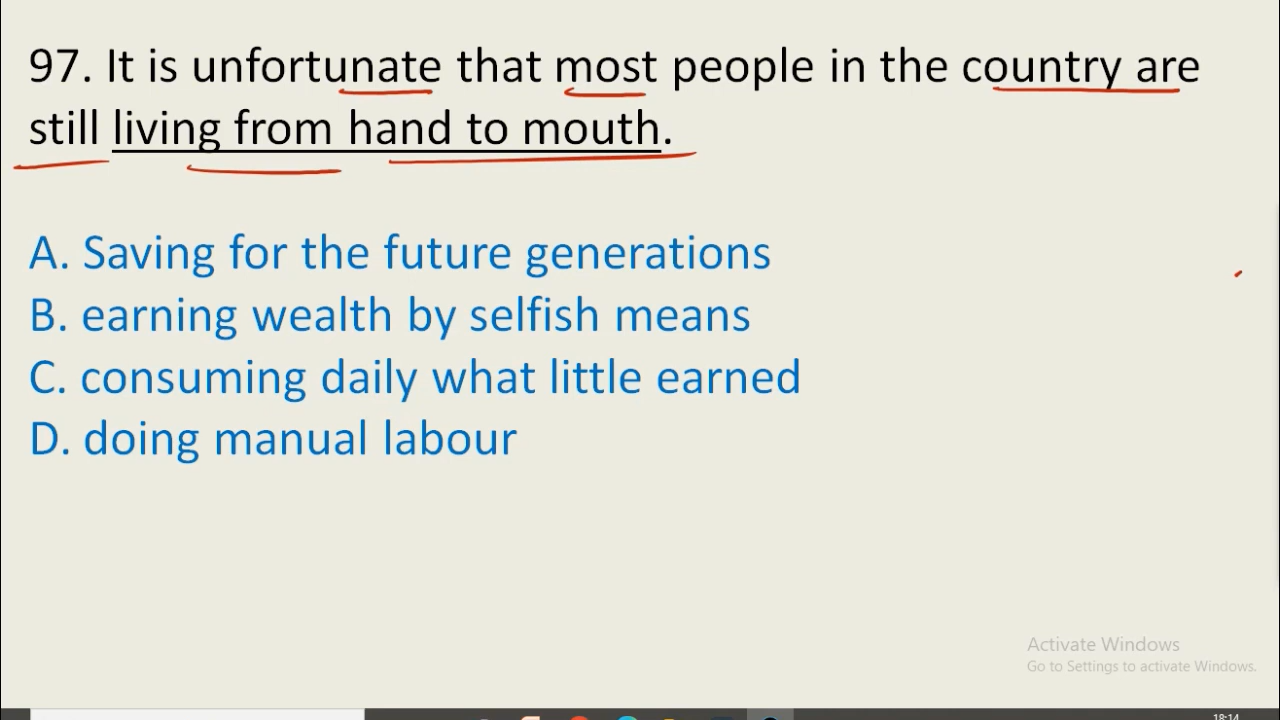 97. It is unfortunate that most people in the country are
still living from hand to mouth.
A. Saving for the future generations
B. earning wealth by selfish means
C. consuming daily what little earned
D. doing manual labour
Activate Windows
Go to Settings to activate Windows.
18:14